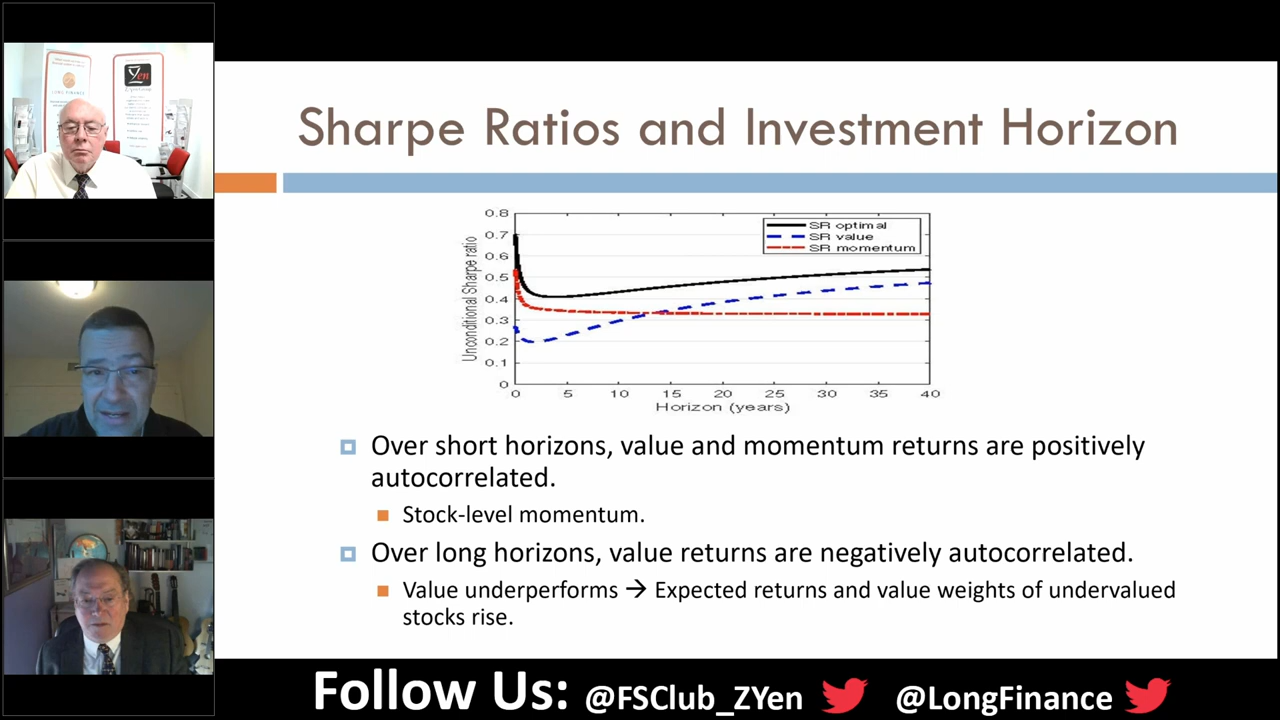 LONG FINANCE
Zen
Sharpe Ratios and Investment Horizon
0.8
0.7
0.6
0.5
0.4
0.3
0.2
0.1
0
Unconditional Sharpe ratio
SR optimal
SR value
SR momentum
0 5 10 15 20 25 30 35 40
Horizon (years)
Over short horizons, value and momentum returns are positively
autocorrelated.
Stock-level momentum.
Over long horizons, value returns are negatively autocorrelated.
Value underperforms → Expected returns and value weights of undervalued
stocks rise.
Follow Us: @FSClub_ZYen @LongFinance